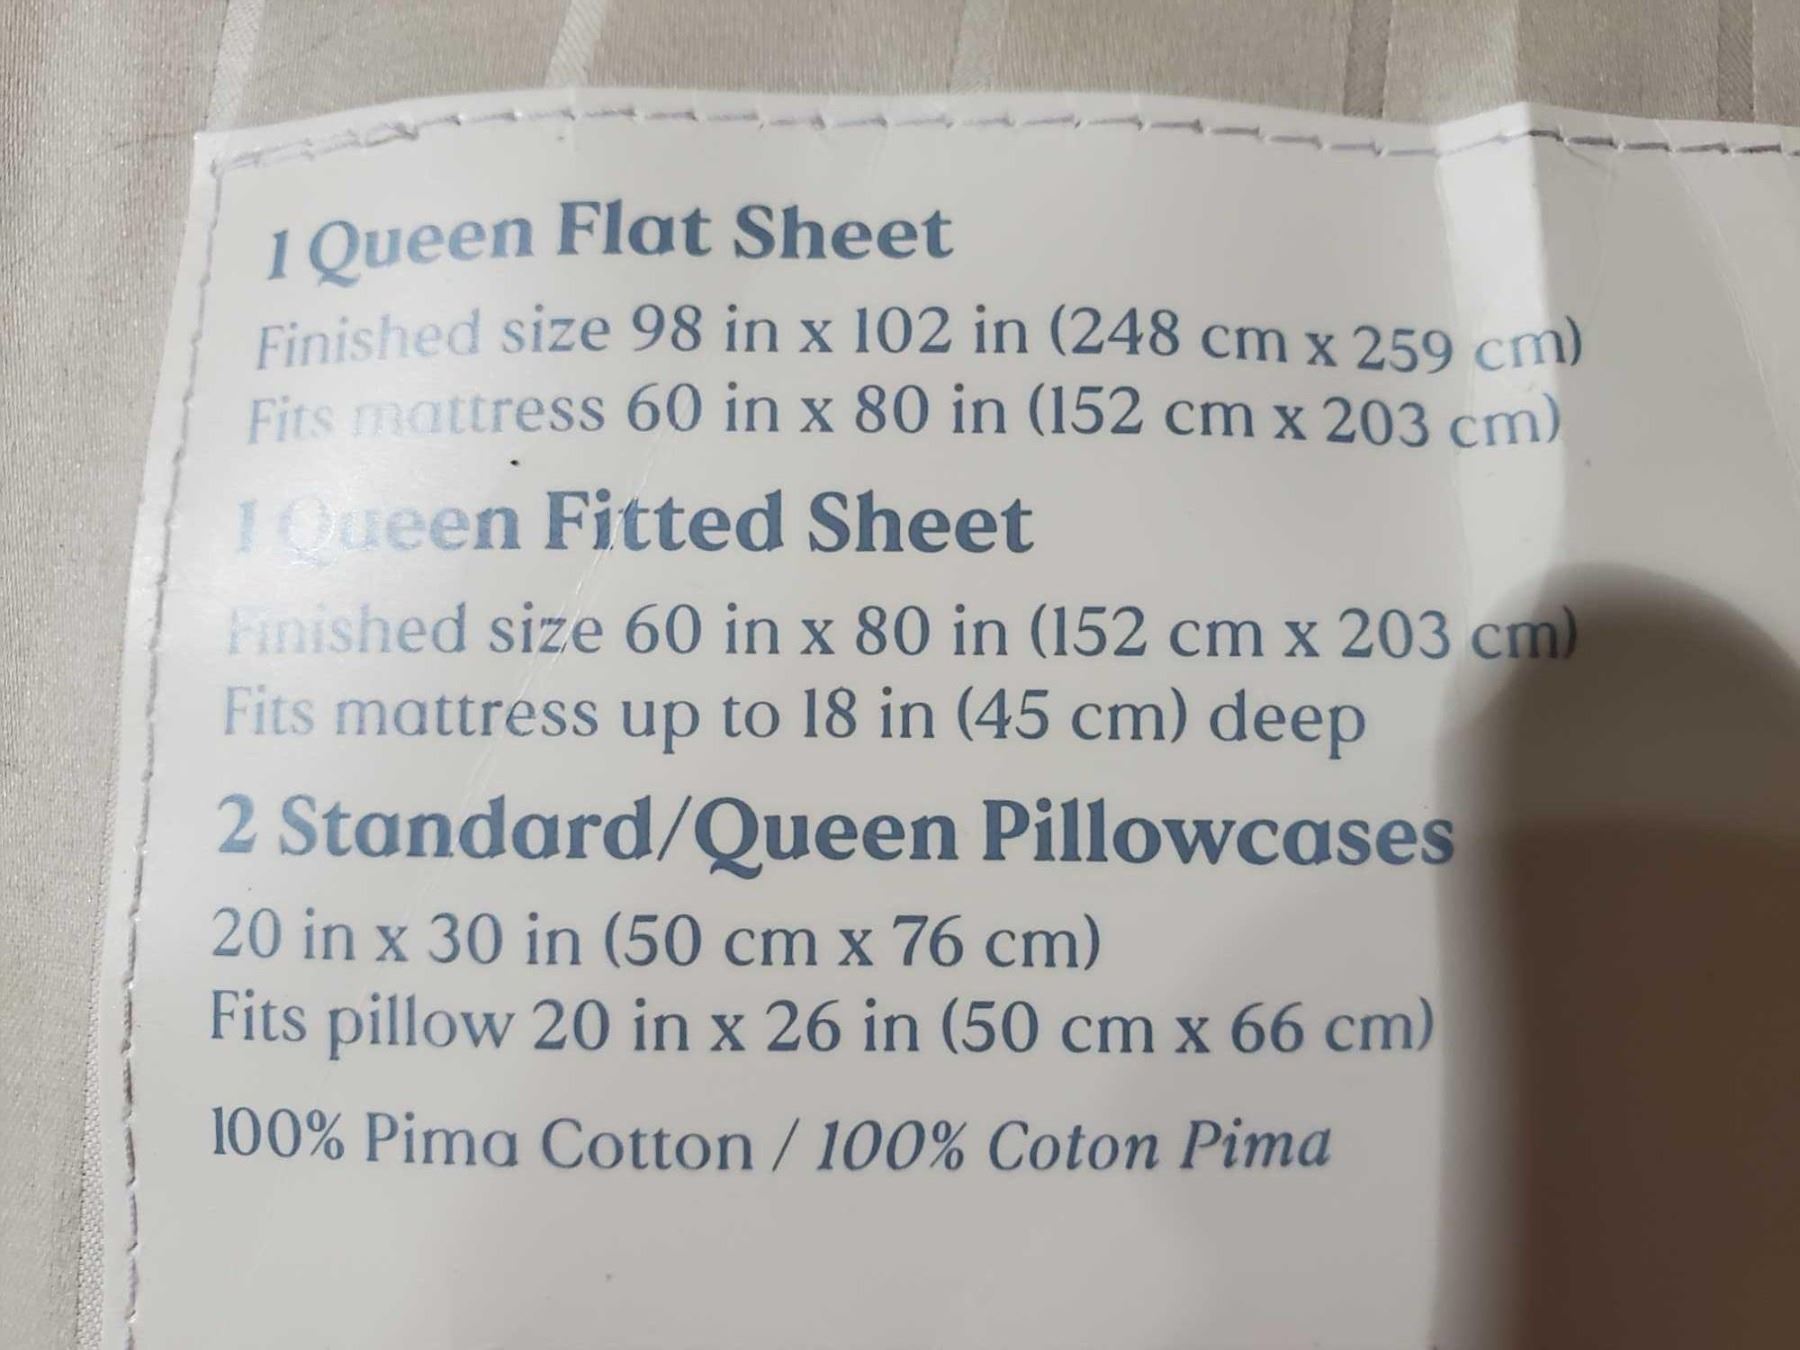 1 Queen Flat Sheet
Finished size 98 in x 102 in (248 cm x 259 cm)
Fits mattress 60 in x 80 in (152 cm x 203 cm)
1 Queen Fitted Sheet
Finished size 60 in x 80 in (152 cm x 203 cm)
Fits mattress up to 18 in (45 cm) deep
2 Standard/Queen Pillowcases
20 in x 30 in (50 cm x 76 cm)
Fits pillow 20 in x 26 in (50 cm x 66 cm)
100% Pima Cotton / 100% Coton Pima